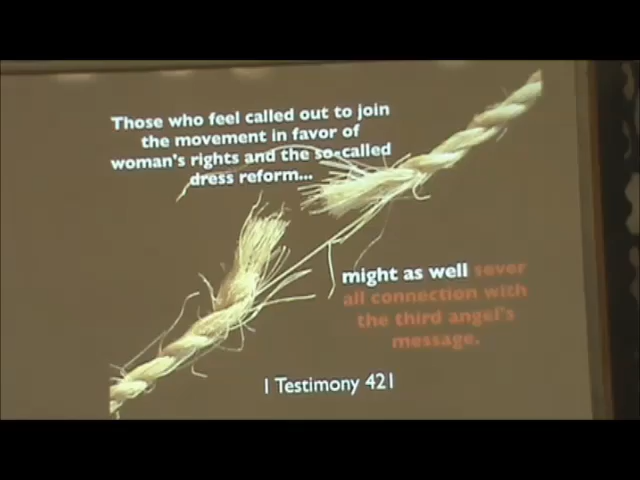 Those who feel called out to join
the movement in favor of
woman's rights and the so-called
dress reform...
might as well sever
all connection with
the third angel's
message.
1 Testimony 421